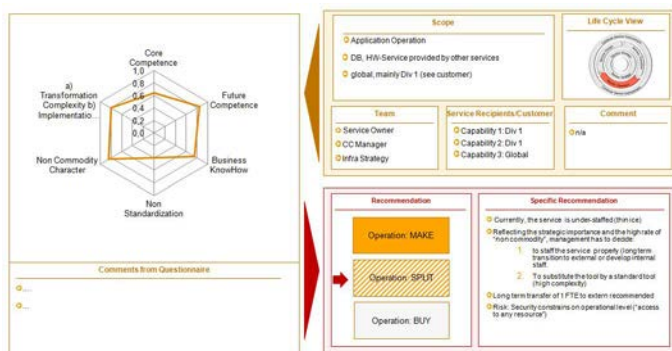 Core
Competence
1,0
0,8
0,6
0,4
0,2
0,0
a)
Transformation
Complexity b)
Implementatio...
Future
Competence
Non Commodity
Character
Business
KnowHow
Non
Standardization
Comments from Questionnaire
....
...
Scope
Application Operation
DB, HW-Service provided by other services
global, mainly Div 1 (see customer)
Life Cycle View
Team
Service Owner
CC Manager
Infra Strategy
Service Recipients/Customer
Capability 1: Div 1
Capability 2: Div 1
Capability 3: Global
Comment
n/a
Recommendation
Operation: MAKE
Operation: SPLIT
Operation: BUY
Specific Recommendation
Currently, the service is under-staffed (thin ice)
Reflecting the strategic importance and the high rate of
"non commodity", management has to decide:
1. to staff the service properly (long term
transition to external or develop internal
staff.
2. To substitute the tool by a standard tool
(high complexity)
Long term transfer of 1 FTE to extern recommended
Risk: Security constrains on operational level ("access
to any resource")